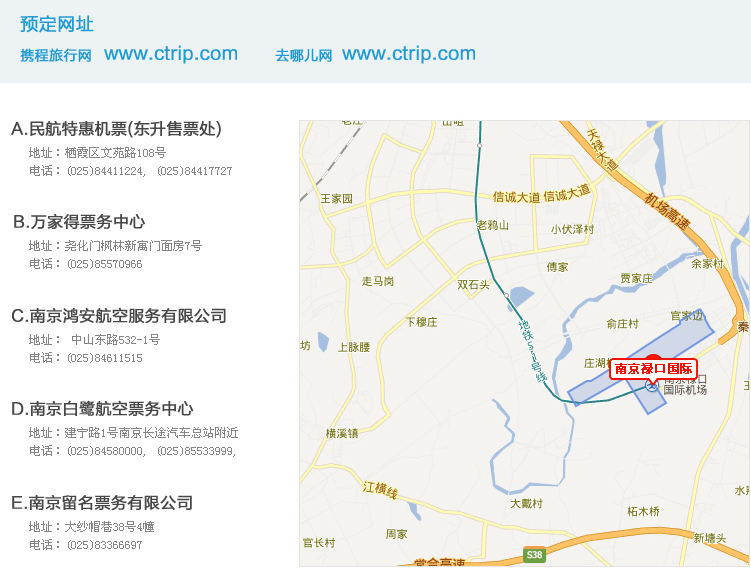 预定网址
携程旅行网 www.ctrip.com 去哪儿网 www.ctrip.com
A.民航特惠机票(东升售票处)
地址：栖霞区文苑路108号
电话：(025)84411224, (025)84417727
B.万家得票务中心
地址：尧化门枫林新寓门面房7号
电话：(025)85570966
C.南京鸿安航空服务有限公司
地址： 中山东路532-1号
电话：(025)84611515
D.南京白鹭航空票务中心
地址：建宁路1号南京长途汽车总站附近
电话：(025)84580000, (025)85533999,
E.南京留名票务有限公司
地址：大纱帽巷38号4幢
电话：(025)83366697
天禄大道
王家园
信诚大道 信诚大道
机场高速
老鸦山
小伏泽村
傅家
余家村
走马岗
双石头
贾家庄
官家边
下穆庄
俞庄村
秦
地铁S1号线
坊
上脉腰
庄湖
南京禄口国际
南京禄口
国际机场
横溪镇
江横线
大戴村
柘木桥
官长村
周家
新塘头
S38
常合高速